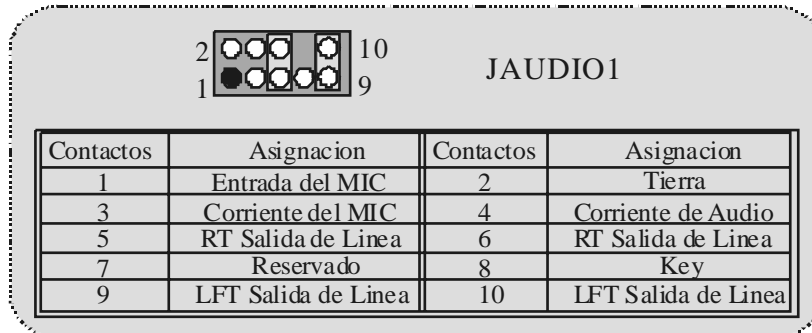 2 10
1 9
JAUDIO1
Contactos Asignacion Contactos Asignacion
1 Entrada del MIC 2 Tierra
3 Corriente del MIC 4 Corriente de Audio
5 RT Salida de Linea 6 RT Salida de Linea
7 Reservado 8 Key
9 LFT Salida de Linea 10 LFT Salida de Linea